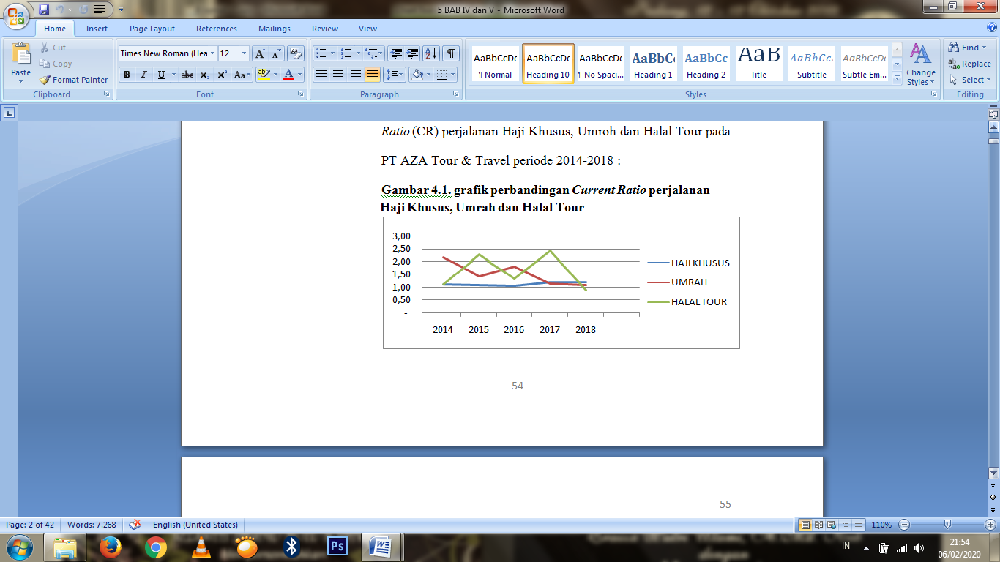 5 BAB IV dan V - Microsoft Word
Home Insert Page Layout References Mailings Review View
Paste
Cut
Copy
Format Painter
Clipboard
Times New Roman (Hea 12
Font
Paragraph
AaBbCcDc AaBbCcDc AaBbCcDc AaBbC AaBbCc AaB AaBbCc. AaBbCcDc
¶ Normal Heading 10 ¶ No Spaci... Heading 1 Heading 2 Title Subtitle Subtle Em...
Change
Styles
Styles
Find
Replace
Select
Editing
Ratio (CR) perjalanan Haji Khusus, Umroh dan Halal Tour pada
PT AZA Tour & Travel periode 2014-2018 :
Gambar 4.1. grafik perbandingan Current Ratio perjalanan
Haji Khusus, Umrah dan Halal Tour
3,00
2,50
2,00
1,50
1,00
0,50
-
2014 2015 2016 2017 2018
HAJI KHUSUS
UMRAH
HALAL TOUR
54
55
Page: 2 of 42 Words: 7.268 English (United States) 110%
Ps
IN
21:54
06/02/2020